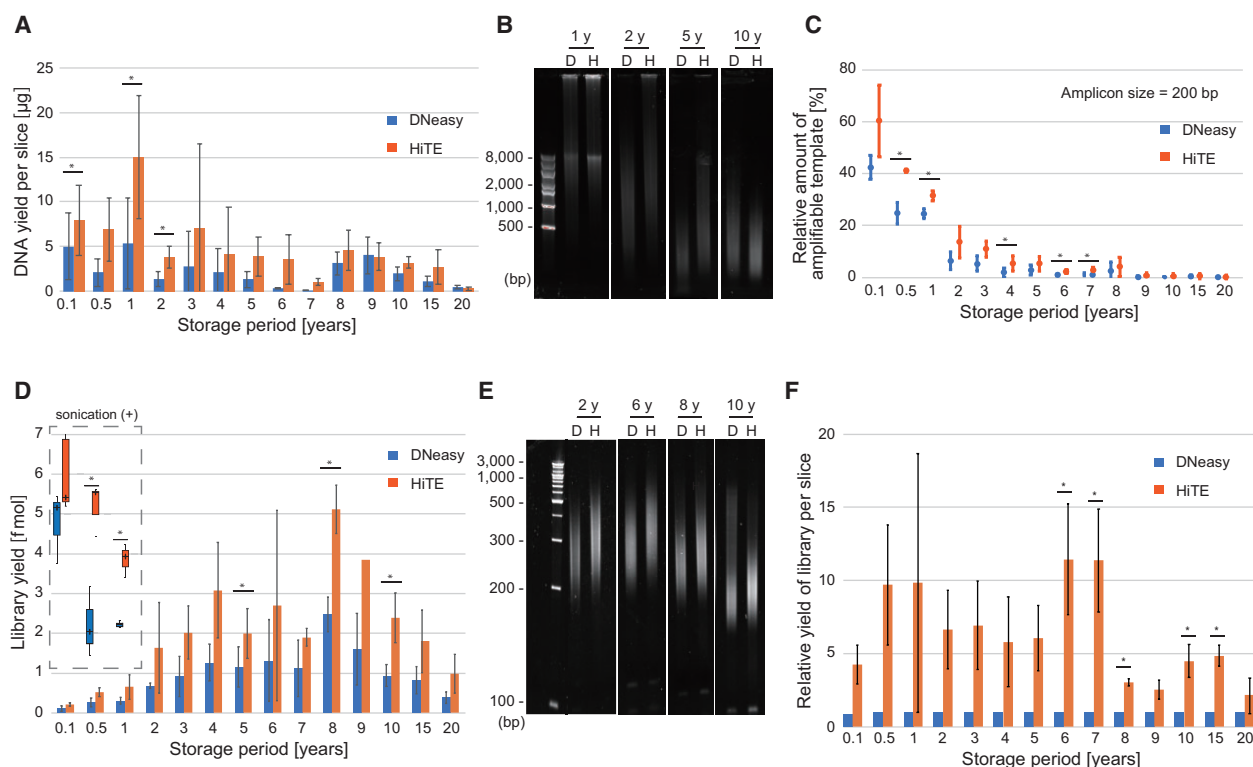 A
25
20
15
10
5
0
DNA yield per slice [µg]
*
*
*
DNeasy
HiTE
0.1 0.5 1 2 3 4 5 6 7 8 9 10 15 20
Storage period [years]
B
1 y 2 y 5 y 10 y
D H D H D H D H
8,000 -
2,000 -
1,000 -
500 -
(bp)
C
80
60
40
20
0
Relative amount of
amplifiable template [%]
Amplicon size = 200 bp
DNeasy
HiTE
*
*
*
*
*
0.1 0.5 1 2 3 4 5 6 7 8 9 10 15 20
Storage period [years]
D
sonication (+)
7
6
5
4
3
2
1
0
Llibrary yield [f mol]
DNeasy
HiTE
*
*
*
*
*
0.1 0.5 1 2 3 4 5 6 7 8 9 10 15 20
Storage period [years]
E
2 y 6 y 8 y 10 y
D H D H D H D H
3,000 -
1,000 -
500 -
300 -
200 -
100 -
(bp)
F
20
15
10
5
0
Relative yield of library per slice
DNeasy
HiTE
*
*
*
*
*
0.1 0.5 1 2 3 4 5 6 7 8 9 10 15 20
Storage period [years]